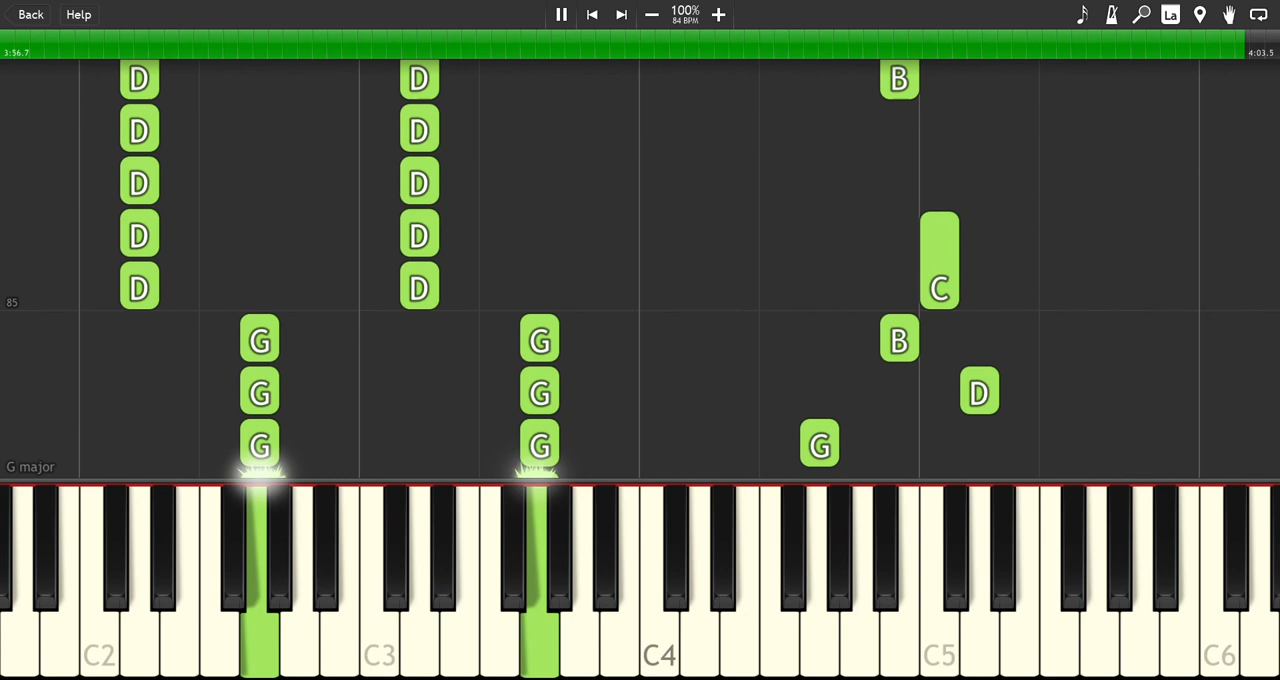 Back Help 100% La
84 BPM
3:56.7 4:03.5
D D B
D D
D D
D D C
D D
85
G G B
G G D
G G G
G major
C2 C3 C4 C5 C6